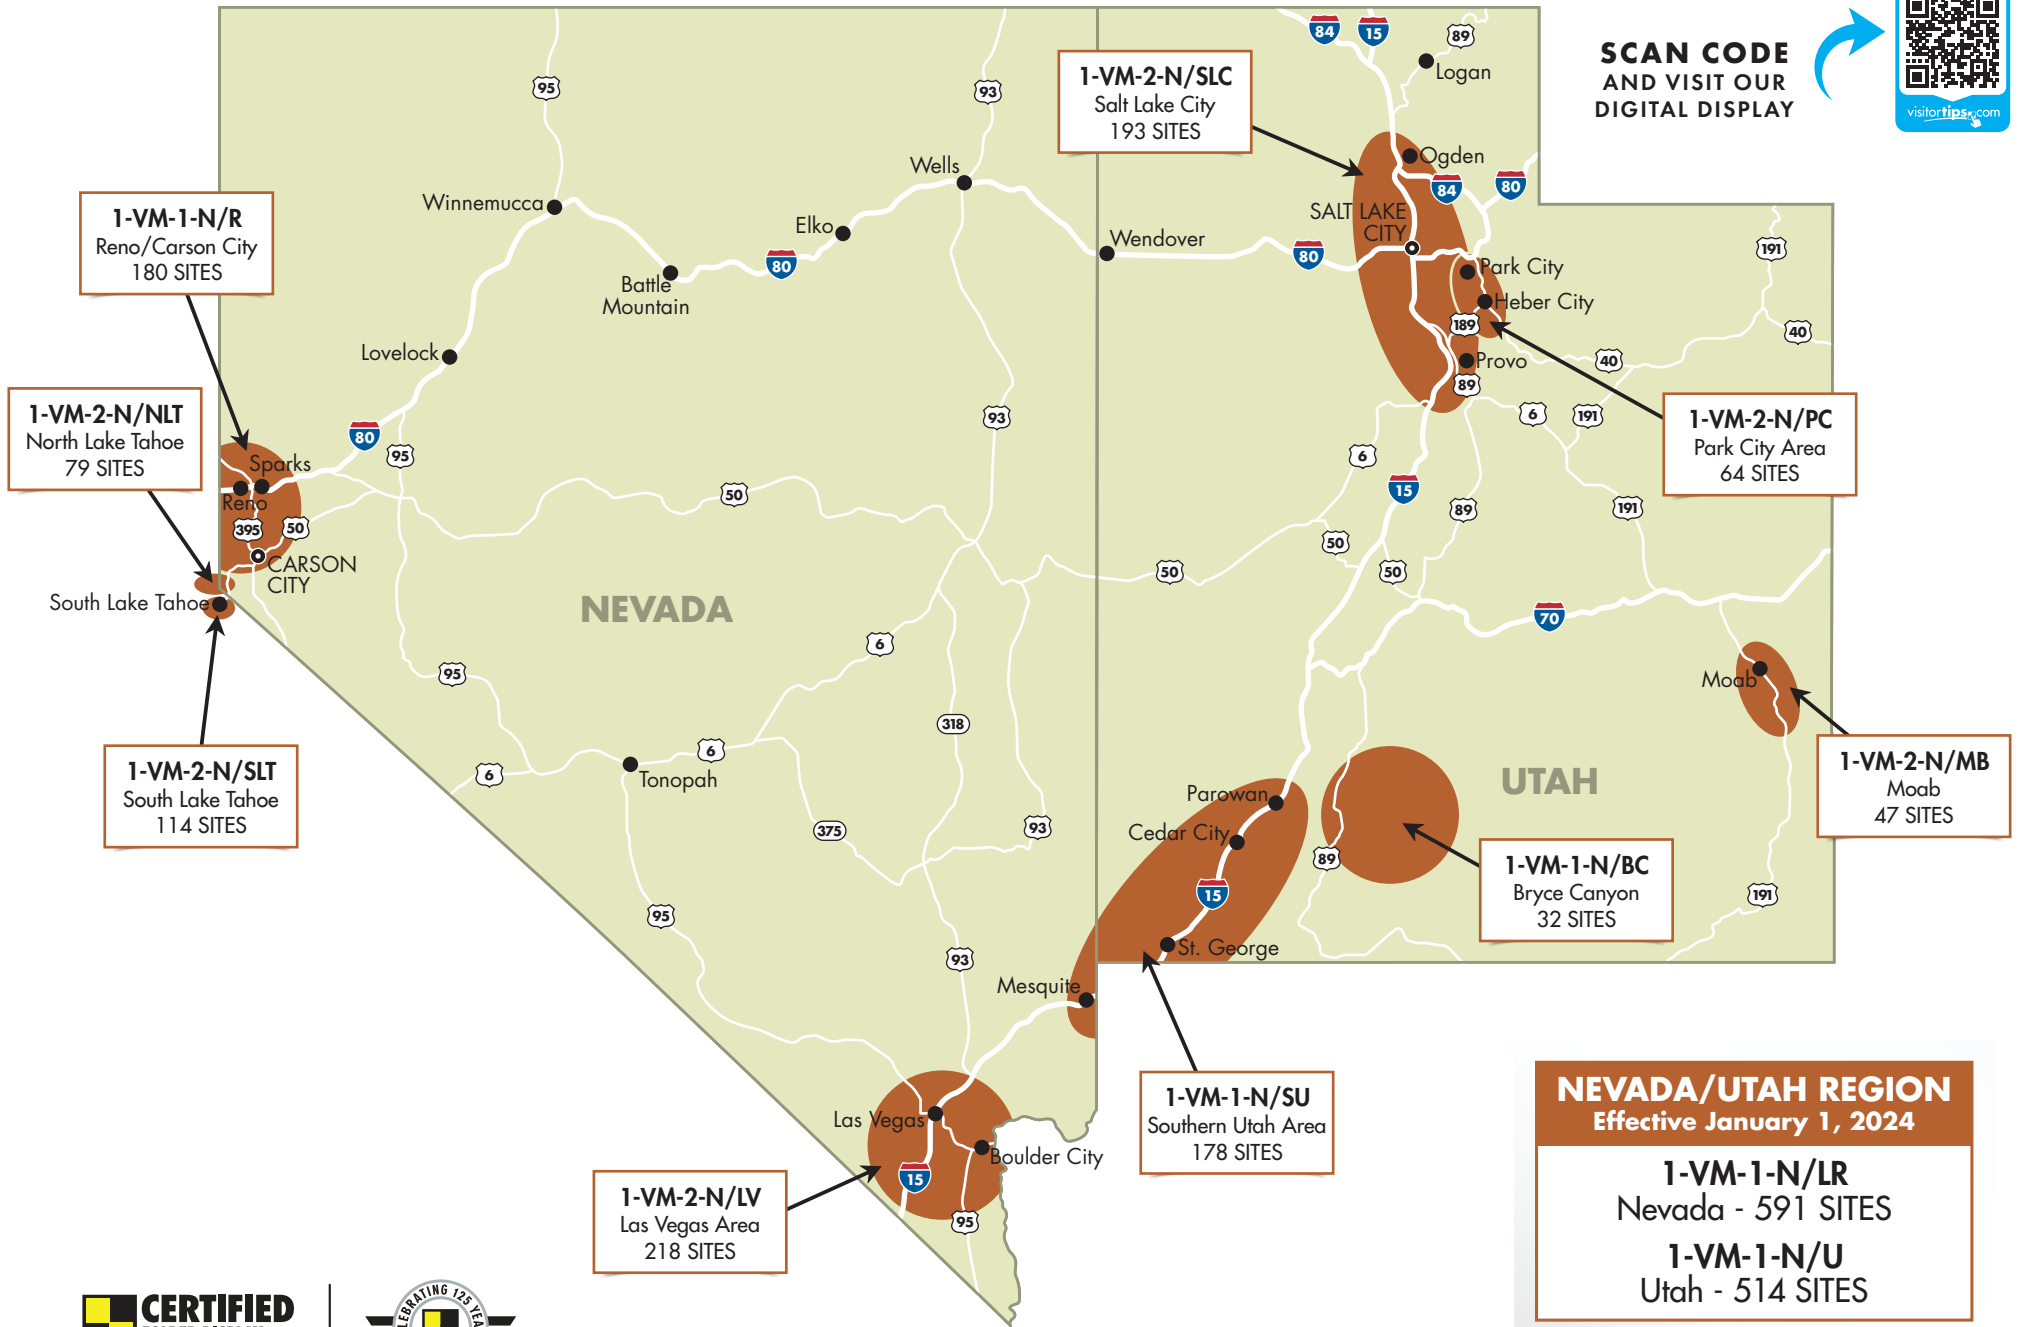 SCAN CODE
AND VISIT OUR
DIGITAL DISPLAY
visitortips.com
84
15
89
Logan
95
93
1-VM-2-N/SLC
Salt Lake City
193 SITES
Ogden
84
80
Wells
Winnemucca
Elko
80
Battle
Mountain
Wendover
80
SALT LAKE
CITY
Park City
Heber City
189
Provo
89
191
40
40
6
191
1-VM-1-N/R
Reno/Carson City
180 SITES
Lovelock
80
95
93
1-VM-2-N/NLT
North Lake Tahoe
79 SITES
Sparks
Reno
395
50
CARSON
CITY
South Lake Tahoe
50
NEVADA
50
6
15
50
50
89
191
1-VM-2-N/PC
Park City Area
64 SITES
70
Moab
1-VM-2-N/MB
Moab
47 SITES
95
6
318
1-VM-2-N/SLT
South Lake Tahoe
114 SITES
6
Tonopah
6
375
93
UTAH
Parowan
Cedar City
15
St. George
89
1-VM-1-N/BC
Bryce Canyon
32 SITES
191
95
93
Mesquite
Las Vegas
Boulder City
15
95
1-VM-2-N/LV
Las Vegas Area
218 SITES
1-VM-1-N/SU
Southern Utah Area
178 SITES
NEVADA/UTAH REGION
Effective January 1, 2024
1-VM-1-N/LR
Nevada - 591 SITES
1-VM-1-N/U
Utah - 514 SITES
CERTIFIED